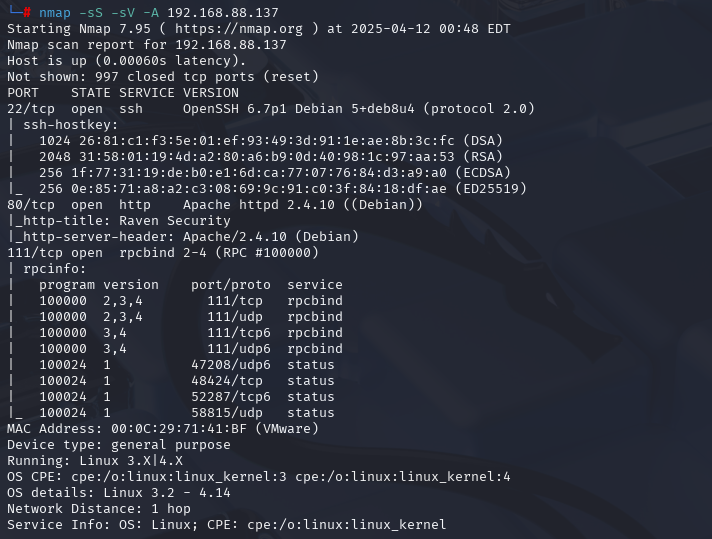 └─# nmap -sS -sV -A 192.168.88.137
Starting Nmap 7.95 ( https://nmap.org ) at 2025-04-12 00:48 EDT
Nmap scan report for 192.168.88.137
Host is up (0.00060s latency).
Not shown: 997 closed tcp ports (reset)
PORT    STATE SERVICE VERSION
22/tcp  open  ssh     OpenSSH 6.7p1 Debian 5+deb8u4 (protocol 2.0)
| ssh-hostkey:
|   1024 26:81:c1:f3:5e:01:ef:93:49:3d:91:1e:ae:8b:3c:fc (DSA)
|   2048 31:58:01:19:4d:a2:80:a6:b9:0d:40:98:1c:97:aa:53 (RSA)
|   256 1f:77:31:19:de:b0:e1:6d:ca:77:07:76:84:d3:a9:a0 (ECDSA)
|_  256 0e:85:71:a8:a2:c3:08:69:9c:91:c0:3f:84:18:df:ae (ED25519)
80/tcp  open  http    Apache httpd 2.4.10 ((Debian))
|_http-title: Raven Security
|_http-server-header: Apache/2.4.10 (Debian)
111/tcp open  rpcbind 2-4 (RPC #100000)
| rpcinfo:
|   program version    port/proto  service
|   100000  2,3,4        111/tcp   rpcbind
|   100000  2,3,4        111/udp   rpcbind
|   100000  3,4          111/tcp6  rpcbind
|   100000  3,4          111/udp6  rpcbind
|   100024  1          47208/udp6  status
|   100024  1          48424/tcp   status
|   100024  1          52287/tcp6  status
|_  100024  1          58815/udp   status
MAC Address: 00:0C:29:71:41:BF (VMware)
Device type: general purpose
Running: Linux 3.X|4.X
OS CPE: cpe:/o:linux:linux_kernel:3 cpe:/o:linux:linux_kernel:4
OS details: Linux 3.2 - 4.14
Network Distance: 1 hop
Service Info: OS: Linux; CPE: cpe:/o:linux:linux_kernel